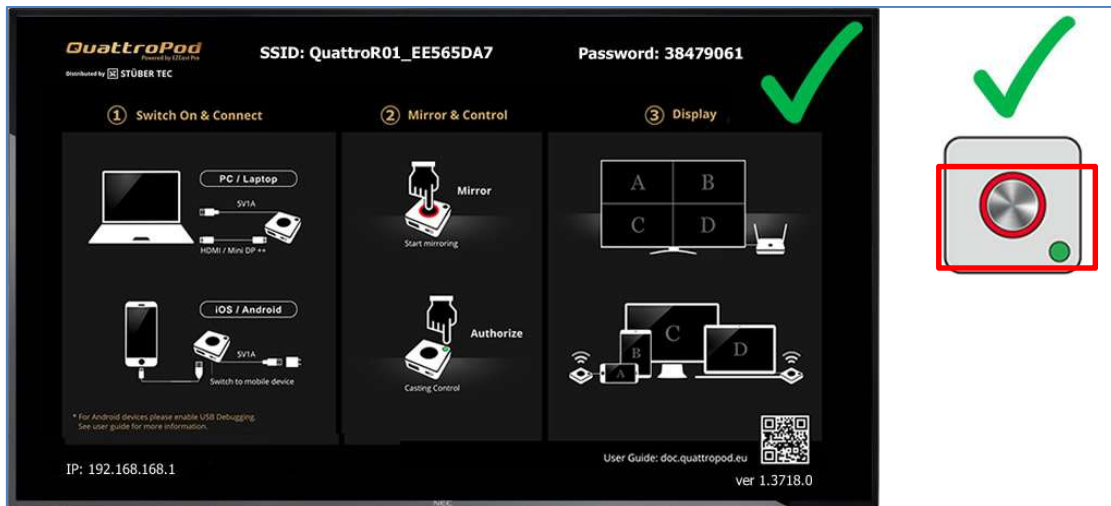 QuattroPod
Powered by EZCast Pro
Distributed by STÜBER TEC
SSID: QuattroR01_EE565DA7
Password: 38479061
1 Switch On & Connect
2 Mirror & Control
3 Display
PC / Laptop
5V1A
HDMI / Mini DP ++
iOS / Android
5V1A
Switch to mobile device
* For Android devices please enable USB Debugging.
See user guide for more information.
Mirror
Start mirroring
Authorize
Casting Control
A B
C D
A
B
C
D
IP: 192.168.168.1
User Guide: doc.quattropod.eu
ver 1.3718.0
NEC